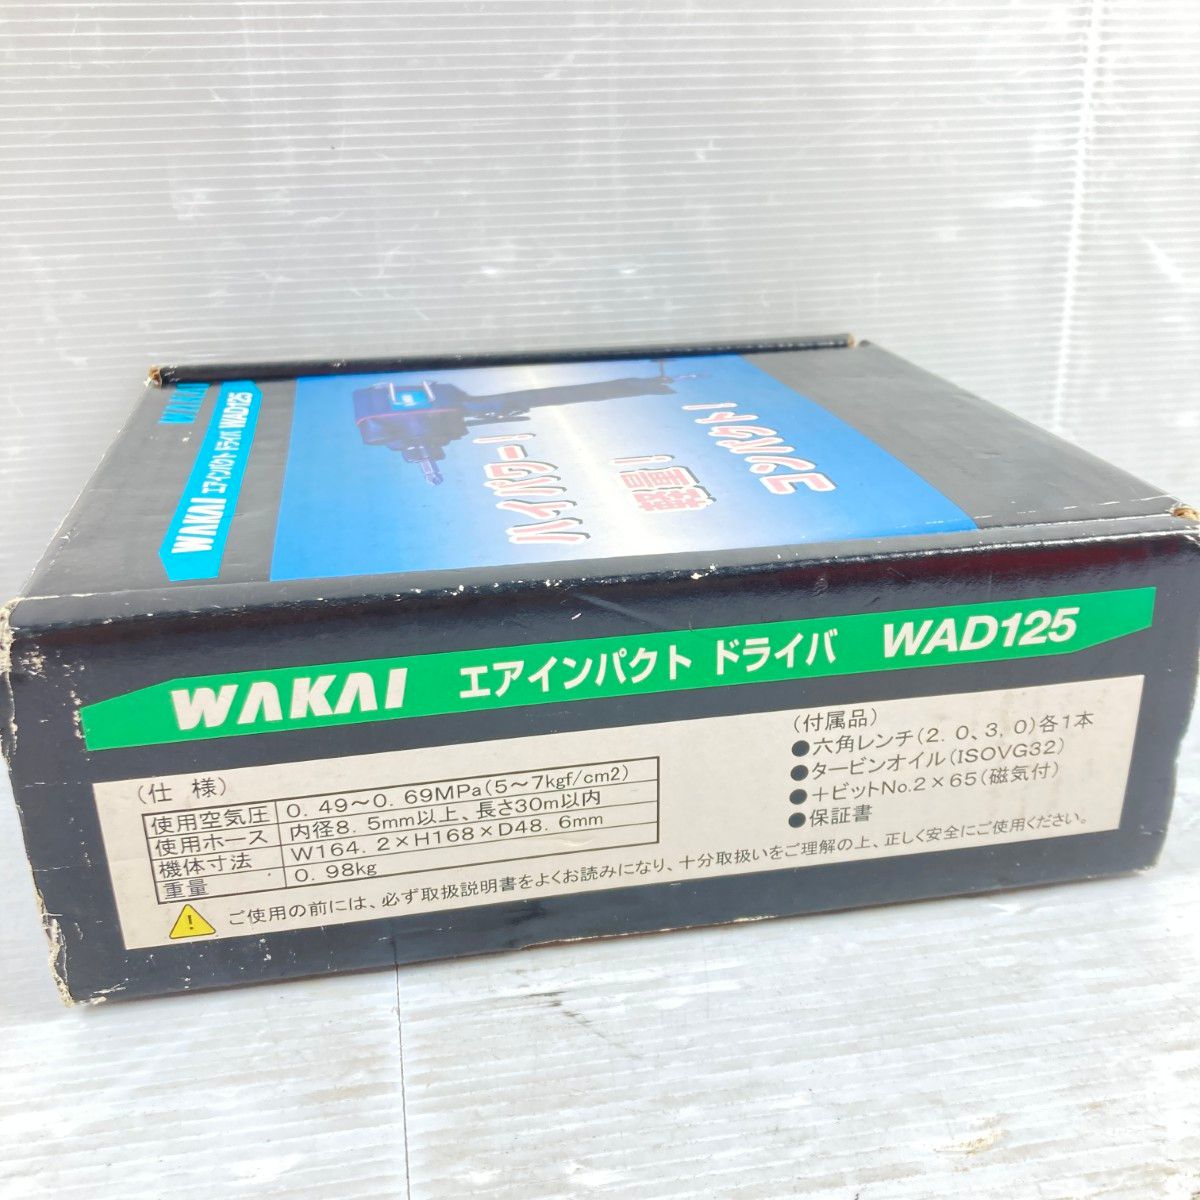 WAKAI
WAKAI エアインパクト ドライバ WAD125
ハイパワー!
軽量!
コンパクト!
WAKAI エアインパクト ドライバ WAD125
(仕 様)
使用空気圧 0. 49～0. 69MPa(5～7kgf/cm2)
使用ホース 内径8. 5mm以上、長さ30m以内
機体寸法 W164. 2×H168×D48. 6mm
重量 0. 98kg
(付属品)
●六角レンチ(2. 0、3. 0)各1本
●タービンオイル(ISOVG32)
●＋ビットNo.2×65(磁気付)
●保証書
ご使用の前には、必ず取扱説明書をよくお読みになり、十分取扱いをご理解の上、正しく安全にご使用ください。